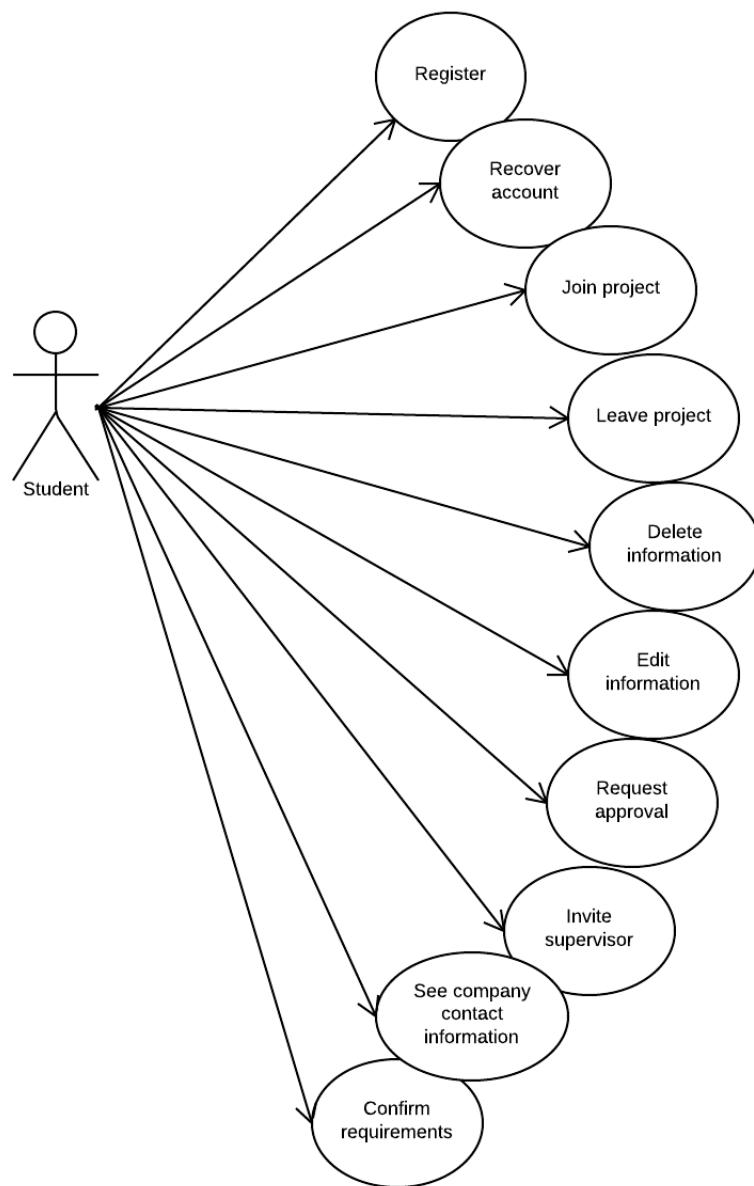 Register
Recover
account
Join project
Leave project
Student
Delete
information
Edit
information
Request
approval
Invite
supervisor
See company
contact
information
Confirm
requirements